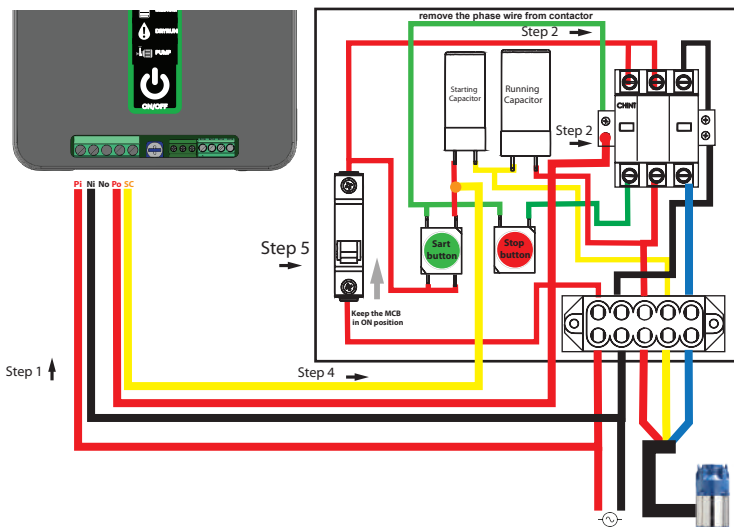 DRYRUN
PUMP
ON/OFF
Pi Ni No Po SC
Step 1
remove the phase wire from contactor
Step 2
Starting
Capacitor
Running
Capacitor
CHINT
Step 2
Step 5
Sart
button
Stop
button
Keep the MCB
in ON position
Step 4